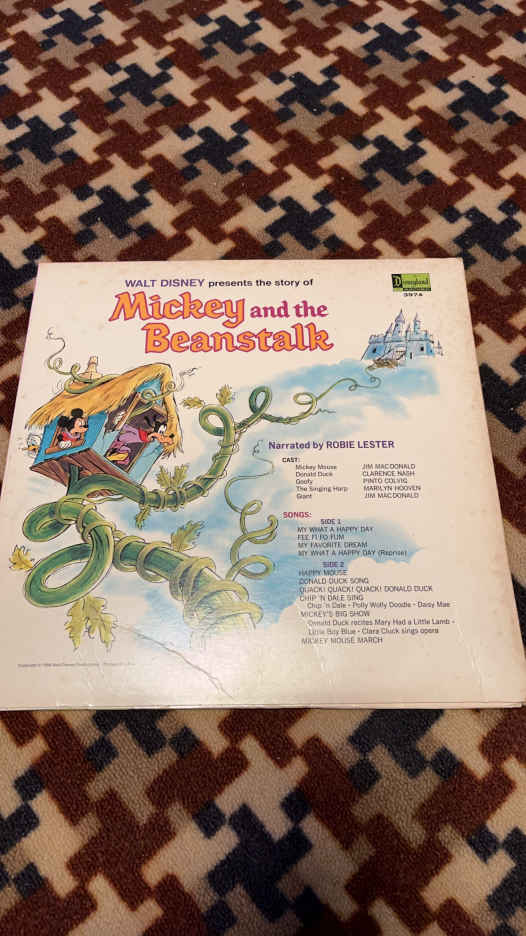 Disneyland
3974
WALT DISNEY presents the story of
Mickey and the
Beanstalk
Narrated by ROBIE LESTER
CAST:
Mickey Mouse JIM MACDONALD
Donald Duck CLARENCE NASH
Goofy PINTO COLVIG
The Singing Harp MARILYN HOOVEN
Giant JIM MACDONALD
SONGS:
SIDE 1
MY WHAT A HAPPY DAY
FEE FI FO FUM
MY FAVORITE DREAM
MY WHAT A HAPPY DAY (Reprise)
SIDE 2
HAPPY MOUSE
DONALD DUCK SONG
QUACK! QUACK! QUACK! DONALD DUCK
CHIP 'N DALE SING
Chip 'n Dale • Polly Wolly Doodle • Daisy Mae
MICKEY'S BIG SHOW
Donald Duck recites Mary Had a Little Lamb •
Little Boy Blue • Clara Cluck sings opera
MICKEY MOUSE MARCH